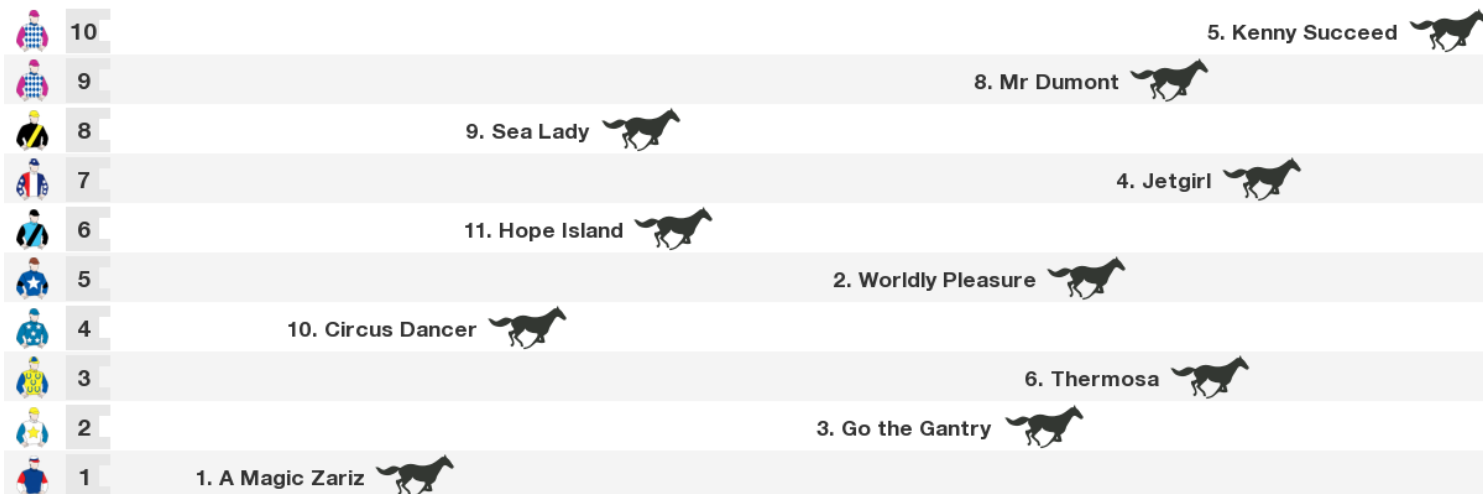 10 5. Kenny Succeed
9 8. Mr Dumont
8 9. Sea Lady
7 4. Jetgirl
6 11. Hope Island
5 2. Worldly Pleasure
4 10. Circus Dancer
3 6. Thermosa
2 3. Go the Gantry
1 1. A Magic Zariz